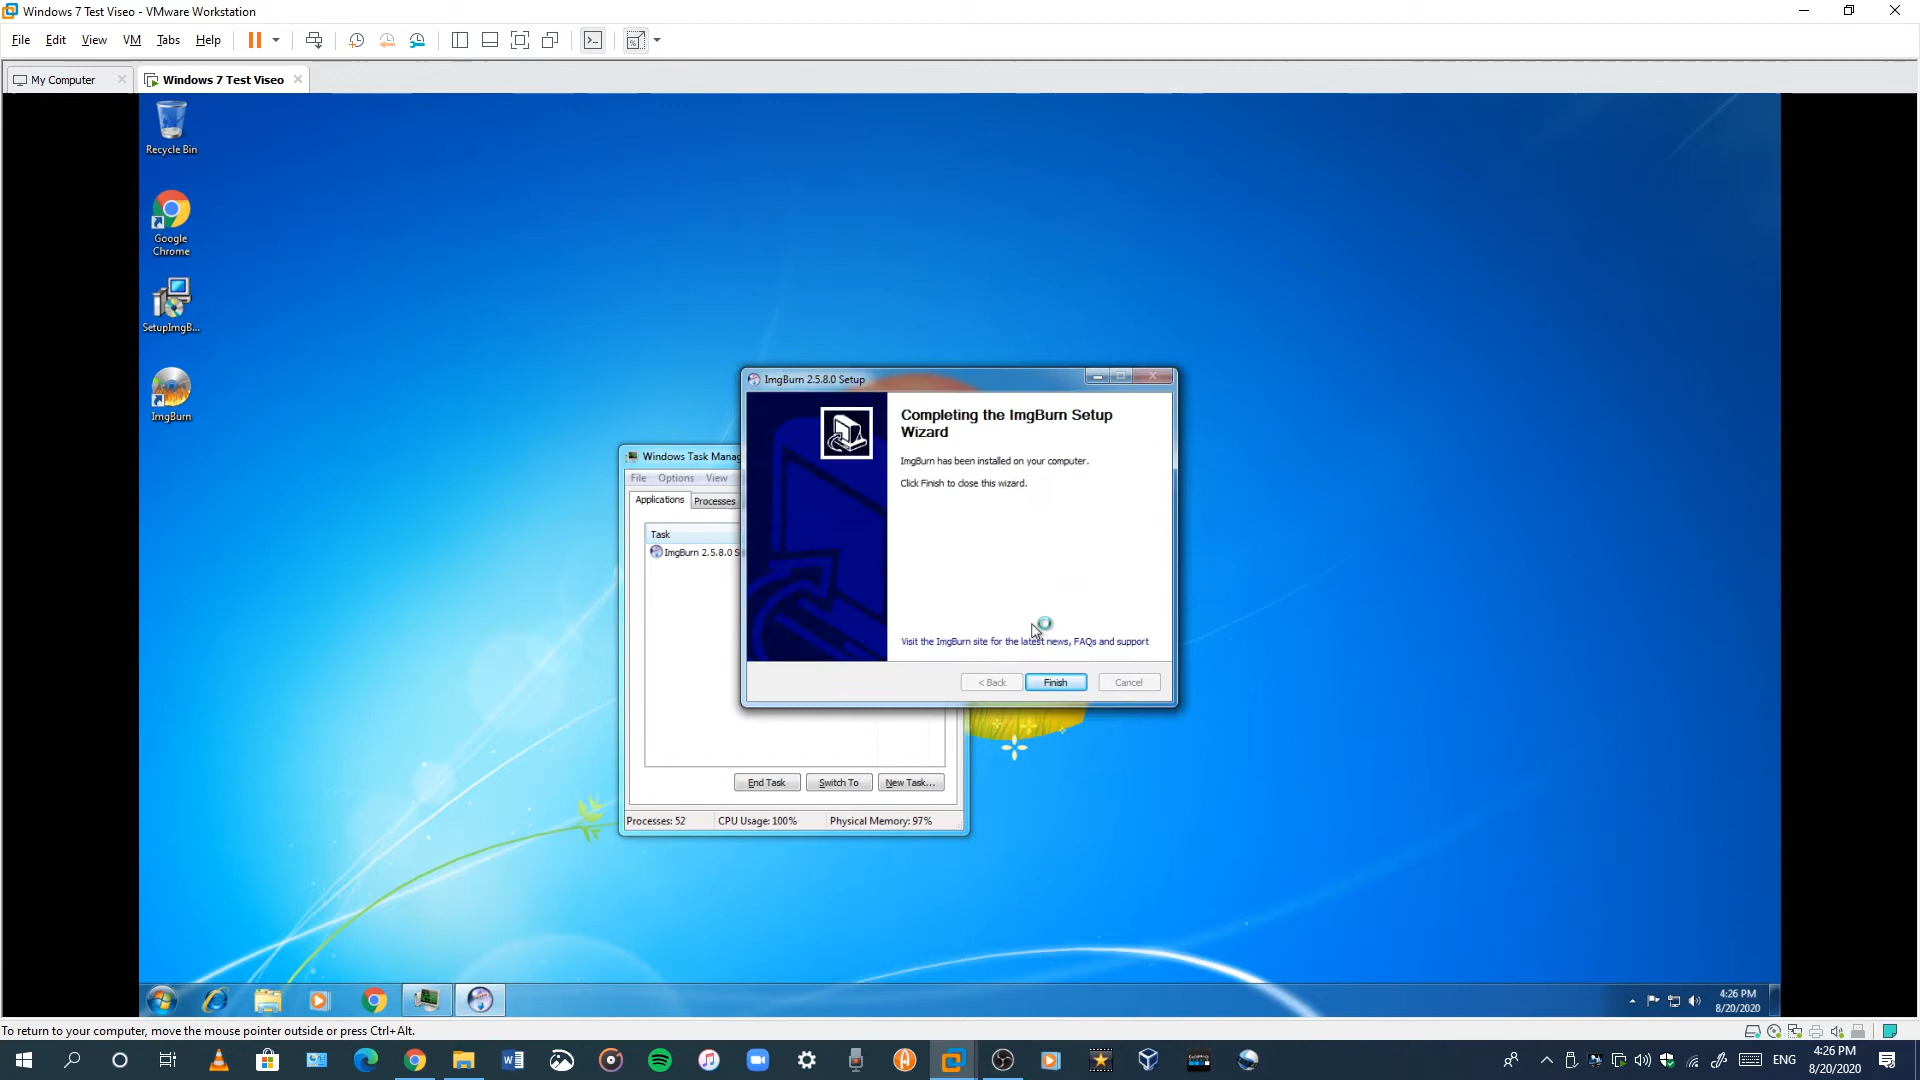 Windows 7 Test Viseo - VMware Workstation
File Edit View VM Tabs Help
My Computer
Windows 7 Test Viseo
Recycle Bin
Google
Chrome
SetupImgB...
ImgBurn
ImgBurn 2.5.8.0 Setup
Completing the ImgBurn Setup
Wizard
ImgBurn has been installed on your computer.
Click Finish to close this wizard.
Visit the ImgBurn site for the latest news, FAQs and support
< Back Finish Cancel
Windows Task Manag
File Options View
Applications Processes
Task
ImgBurn 2.5.8.0 S
End Task Switch To New Task...
Processes: 52 CPU Usage: 100% Physical Memory: 97%
4:26 PM
8/20/2020
To return to your computer, move the mouse pointer outside or press Ctrl+Alt.
ENG
4:26 PM
8/20/2020